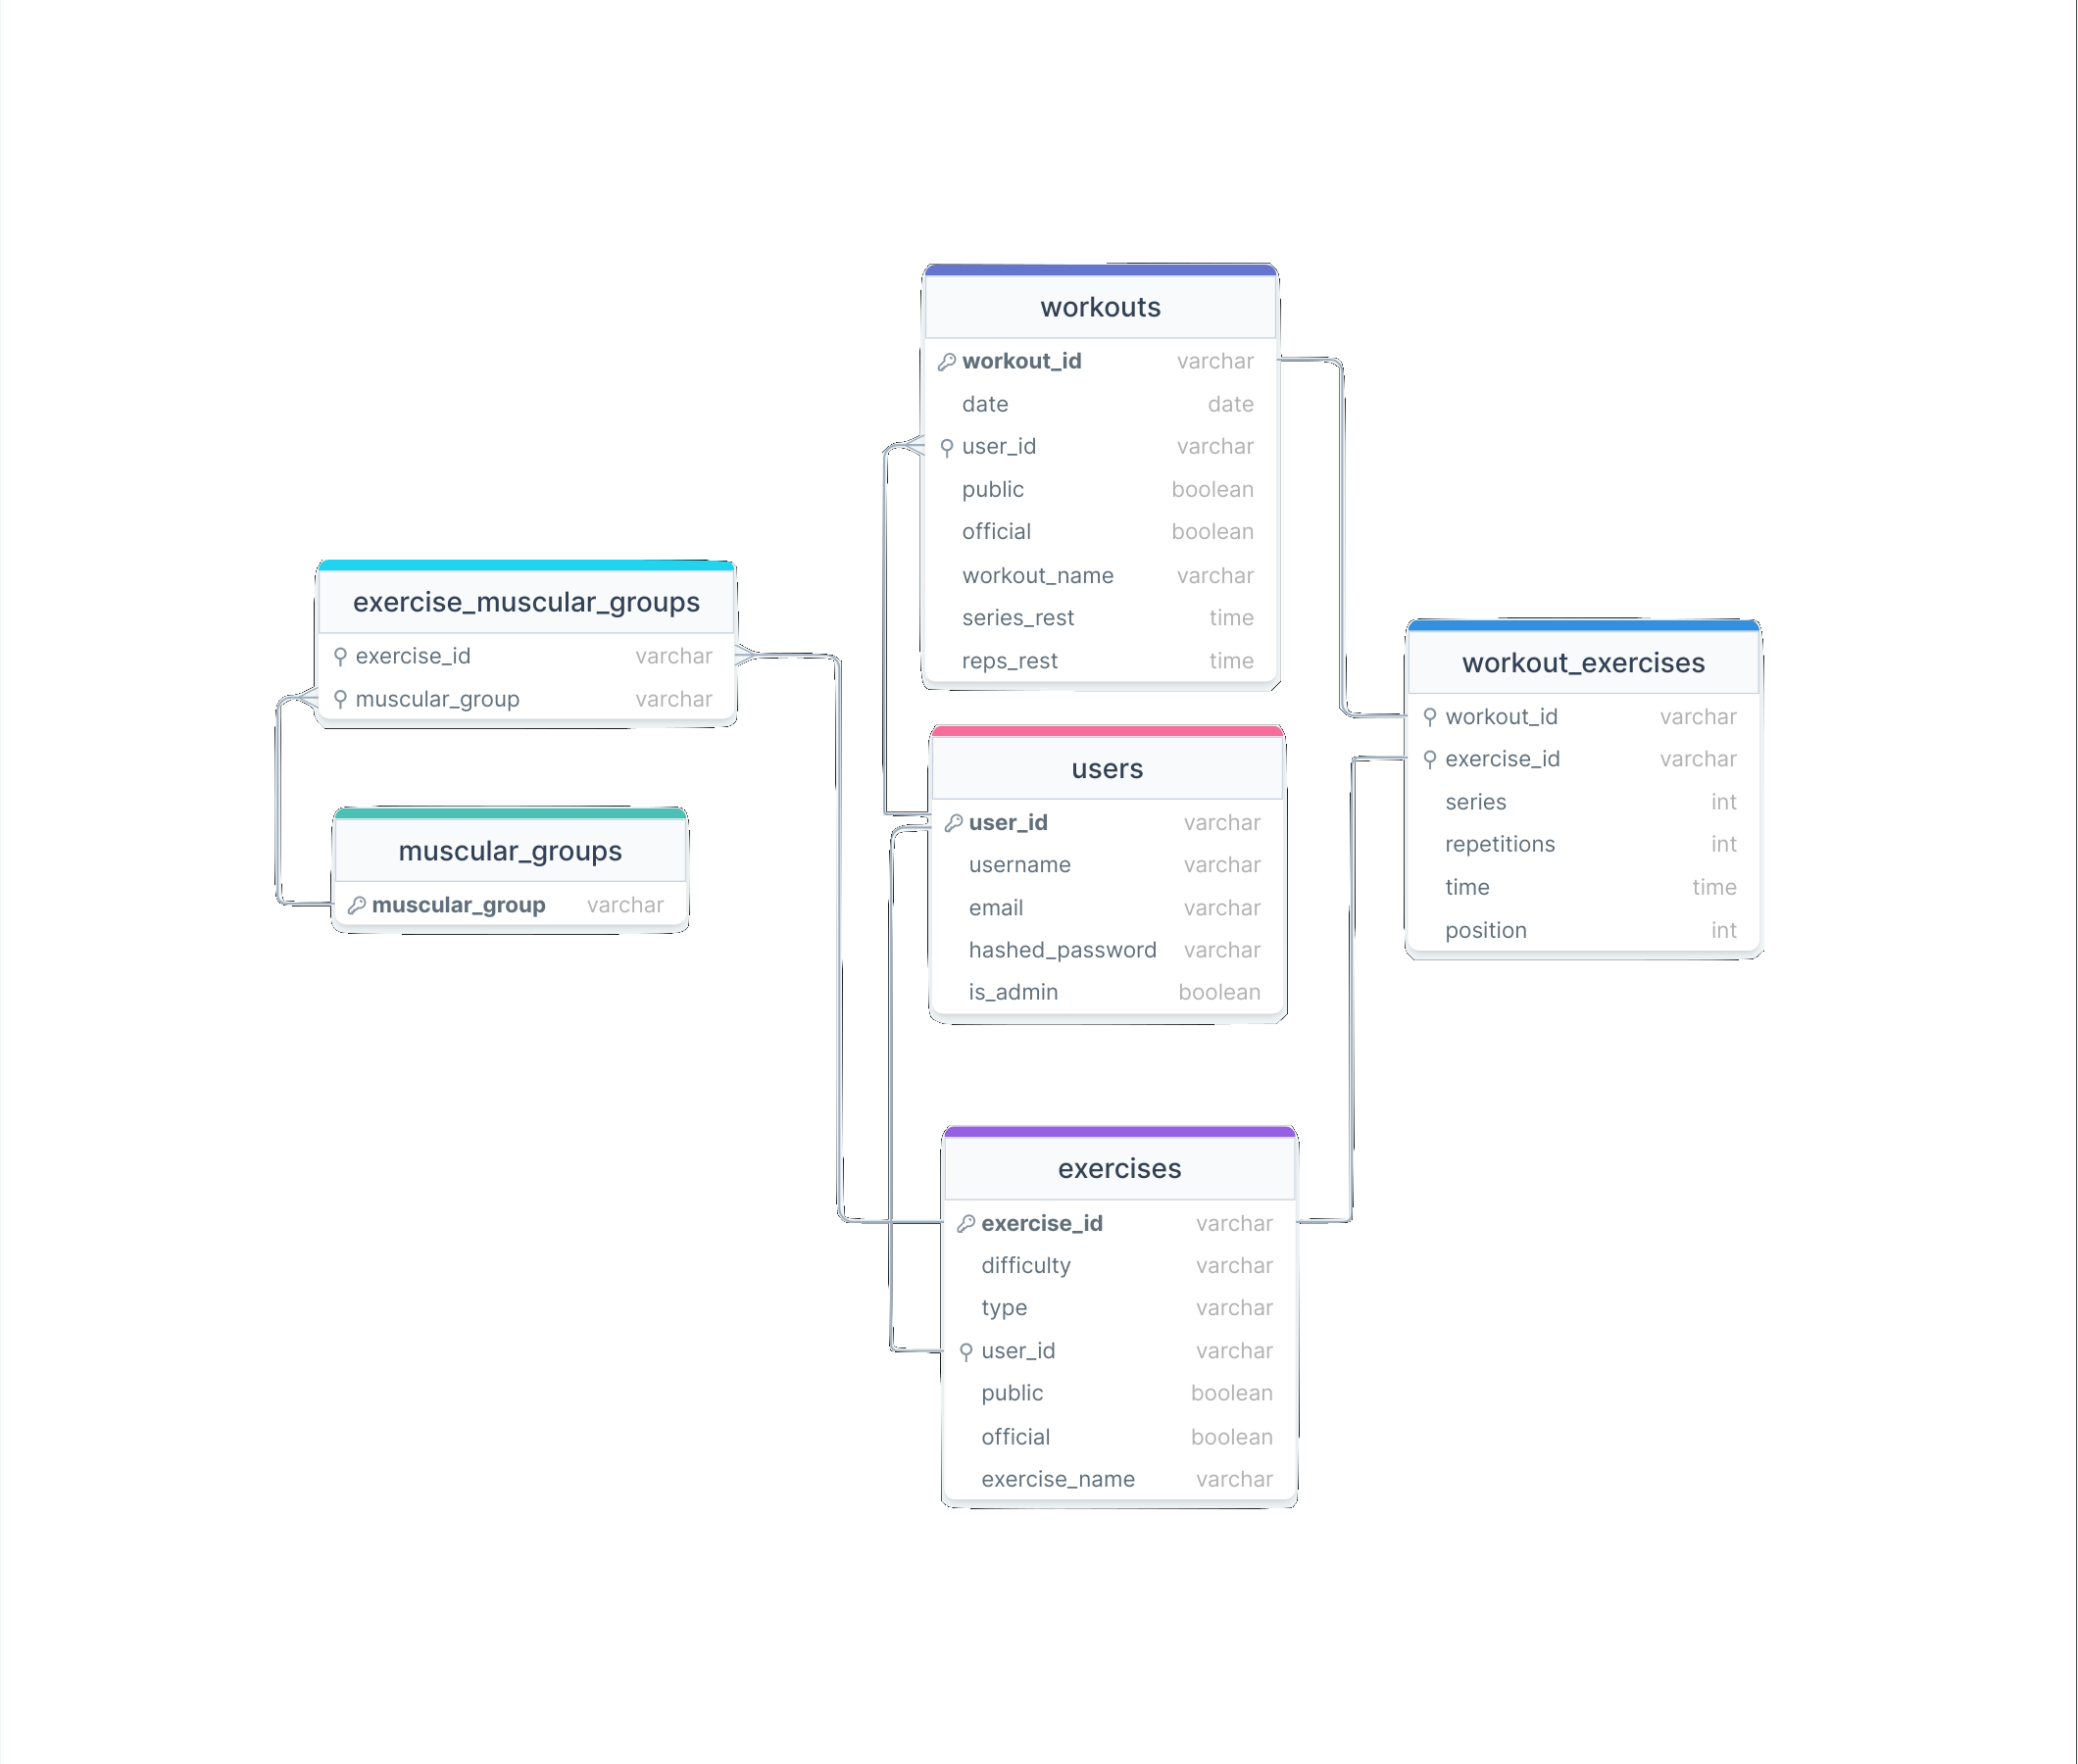 workouts
workout_id varchar
date date
user_id varchar
public boolean
official boolean
workout_name varchar
series_rest time
reps_rest time
exercise_muscular_groups
exercise_id varchar
muscular_group varchar
muscular_groups
muscular_group varchar
users
user_id varchar
username varchar
email varchar
hashed_password varchar
is_admin boolean
workout_exercises
workout_id varchar
exercise_id varchar
series int
repetitions int
time time
position int
exercises
exercise_id varchar
difficulty varchar
type varchar
user_id varchar
public boolean
official boolean
exercise_name varchar